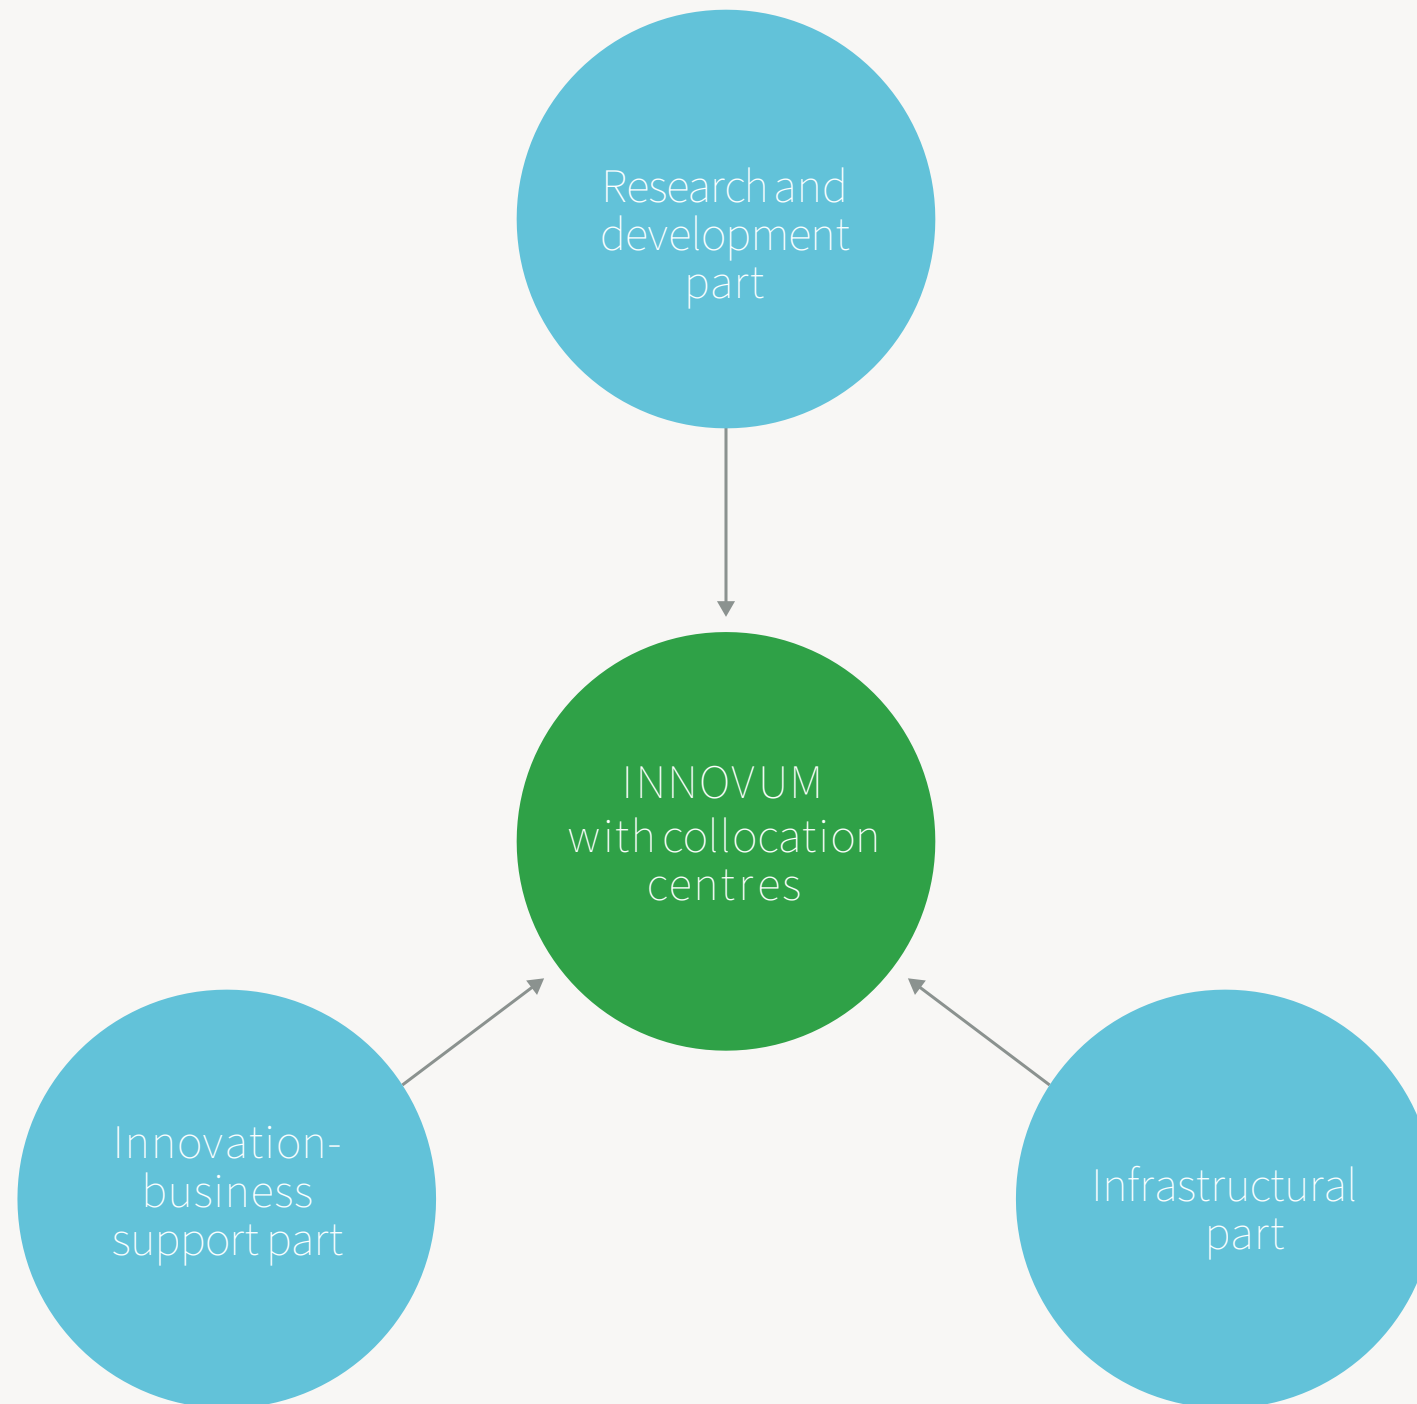 Research and
development
part
INNOVUM
with collocation
centres
Innovation-
business
support part
Infrastructural
part